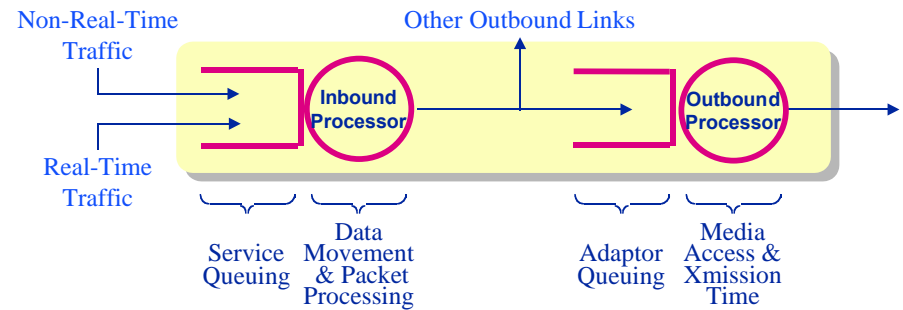 Non-Real-Time
Traffic
Other Outbound Links
Inbound
Processor
Outbound
Processor
Real-Time
Traffic
Service
Queuing
Data
Movement
& Packet
Processing
Adaptor
Queuing
Media
Access &
Xmission
Time